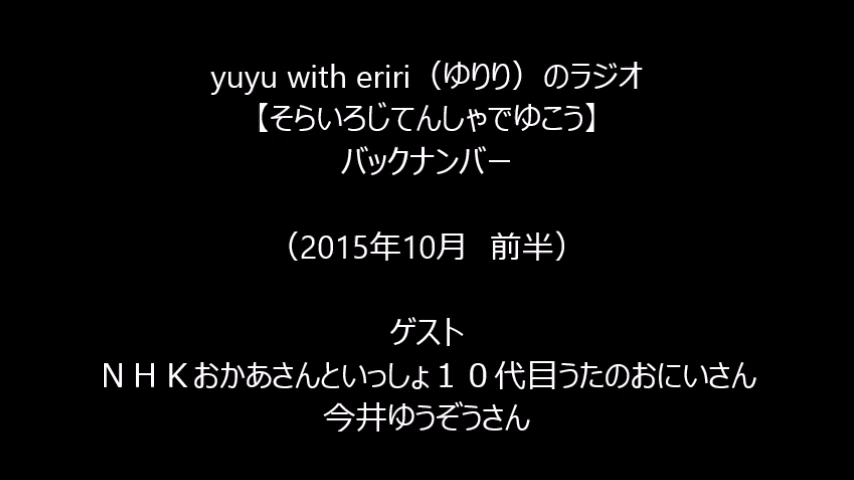 yuyu with eriri（ゆりり）のラジオ
【そらいろじてんしゃでゆこう】
バックナンバー
（2015年10月　前半）
ゲスト
ＮＨＫおかあさんといっしょ１０代目うたのおにいさん
今井ゆうぞうさん